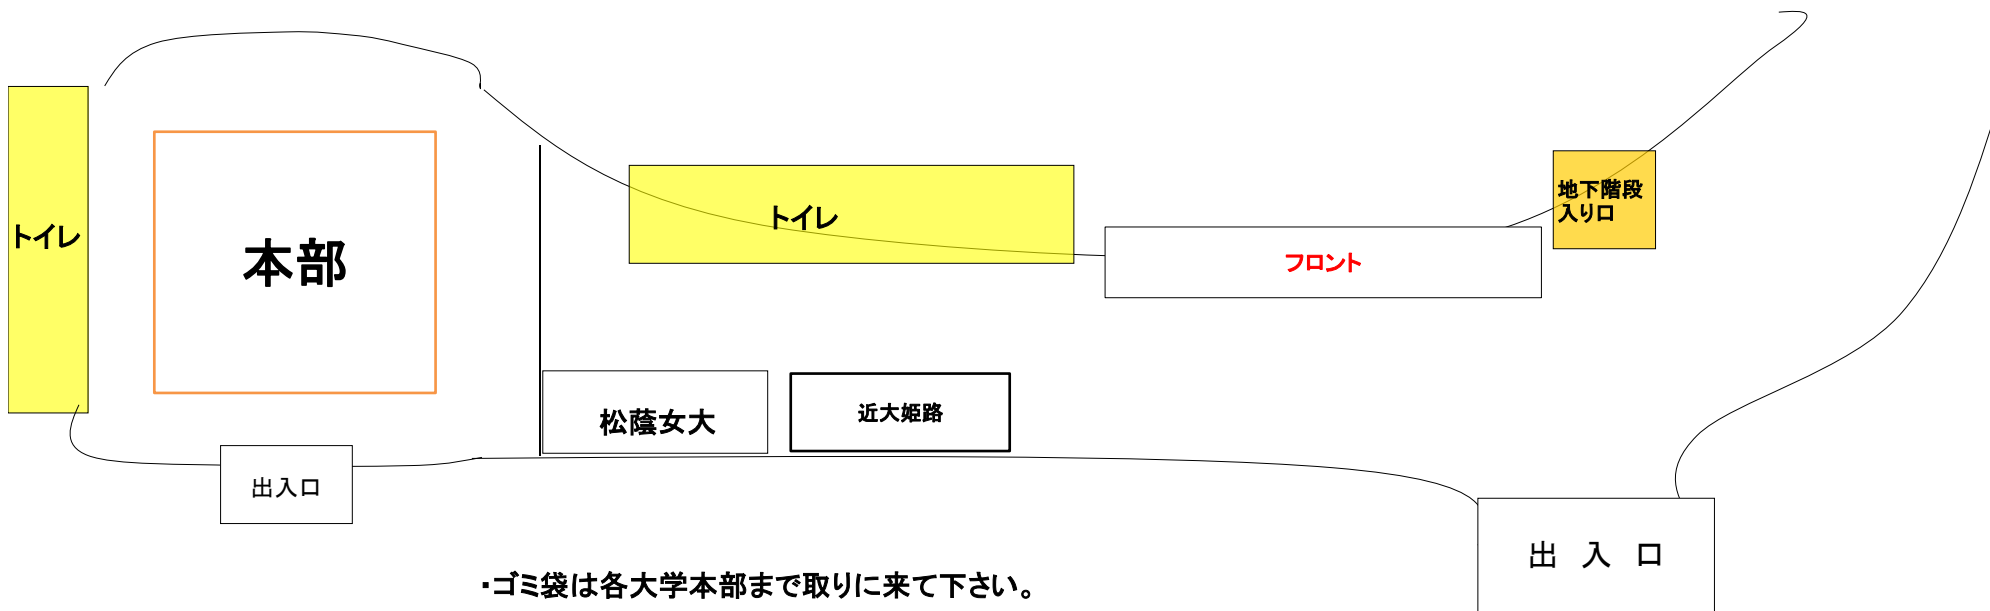 トイレ
本部
トイレ
地下階段
入り口
フロント
松蔭女大
近大姫路
出入口
出 入 口
・ゴミ袋は各大学本部まで取りに来て下さい。